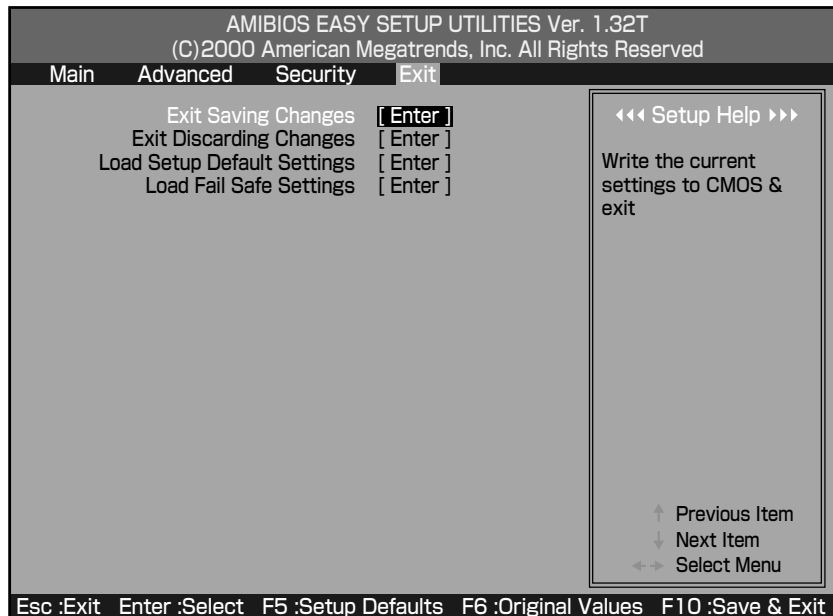 AMIBIOS EASY SETUP UTILITIES Ver. 1.32T
(C)2000 American Megatrends, Inc. All Rights Reserved
Main Advanced Security Exit
Exit Saving Changes [ Enter ]
Exit Discarding Changes [ Enter ]
Load Setup Default Settings [ Enter ]
Load Fail Safe Settings [ Enter ]
Setup Help
Write the current
settings to CMOS &
exit
Previous Item
Next Item
Select Menu
Esc :Exit Enter :Select F5 :Setup Defaults F6 :Original Values F10 :Save & Exit